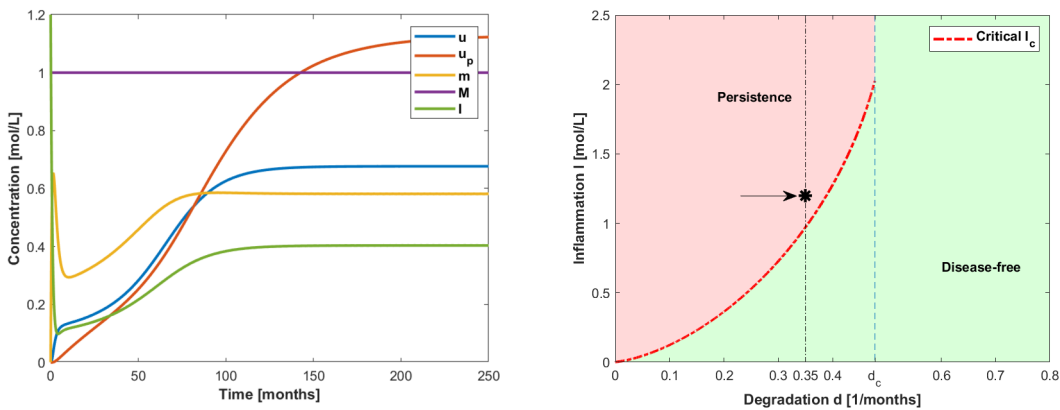 1.2
1
0.8
0.6
0.4
0.2
0
Concentration [mol/L]
0 50 100 150 200 250
Time [months]
u
u_p
m
M
I
2.5
2
1.5
1
0.5
0
Inflammation I [mol/L]
Critical I_c
Persistence
Disease-free
0 0.1 0.2 0.3 0.35 0.4 d_c 0.6 0.7 0.8
Degradation d [1/months]